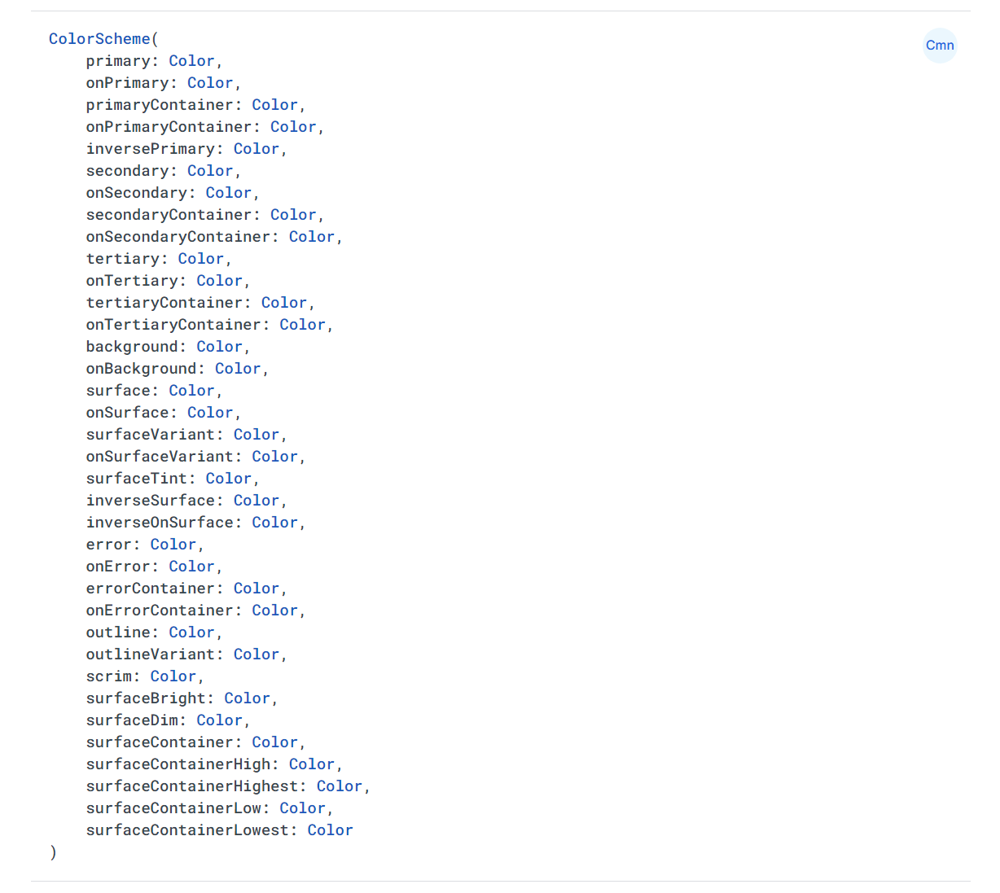 ColorScheme(
Cmn
    primary: Color,
    onPrimary: Color,
    primaryContainer: Color,
    onPrimaryContainer: Color,
    inversePrimary: Color,
    secondary: Color,
    onSecondary: Color,
    secondaryContainer: Color,
    onSecondaryContainer: Color,
    tertiary: Color,
    onTertiary: Color,
    tertiaryContainer: Color,
    onTertiaryContainer: Color,
    background: Color,
    onBackground: Color,
    surface: Color,
    onSurface: Color,
    surfaceVariant: Color,
    onSurfaceVariant: Color,
    surfaceTint: Color,
    inverseSurface: Color,
    inverseOnSurface: Color,
    error: Color,
    onError: Color,
    errorContainer: Color,
    onErrorContainer: Color,
    outline: Color,
    outlineVariant: Color,
    scrim: Color,
    surfaceBright: Color,
    surfaceDim: Color,
    surfaceContainer: Color,
    surfaceContainerHigh: Color,
    surfaceContainerHighest: Color,
    surfaceContainerLow: Color,
    surfaceContainerLowest: Color
)